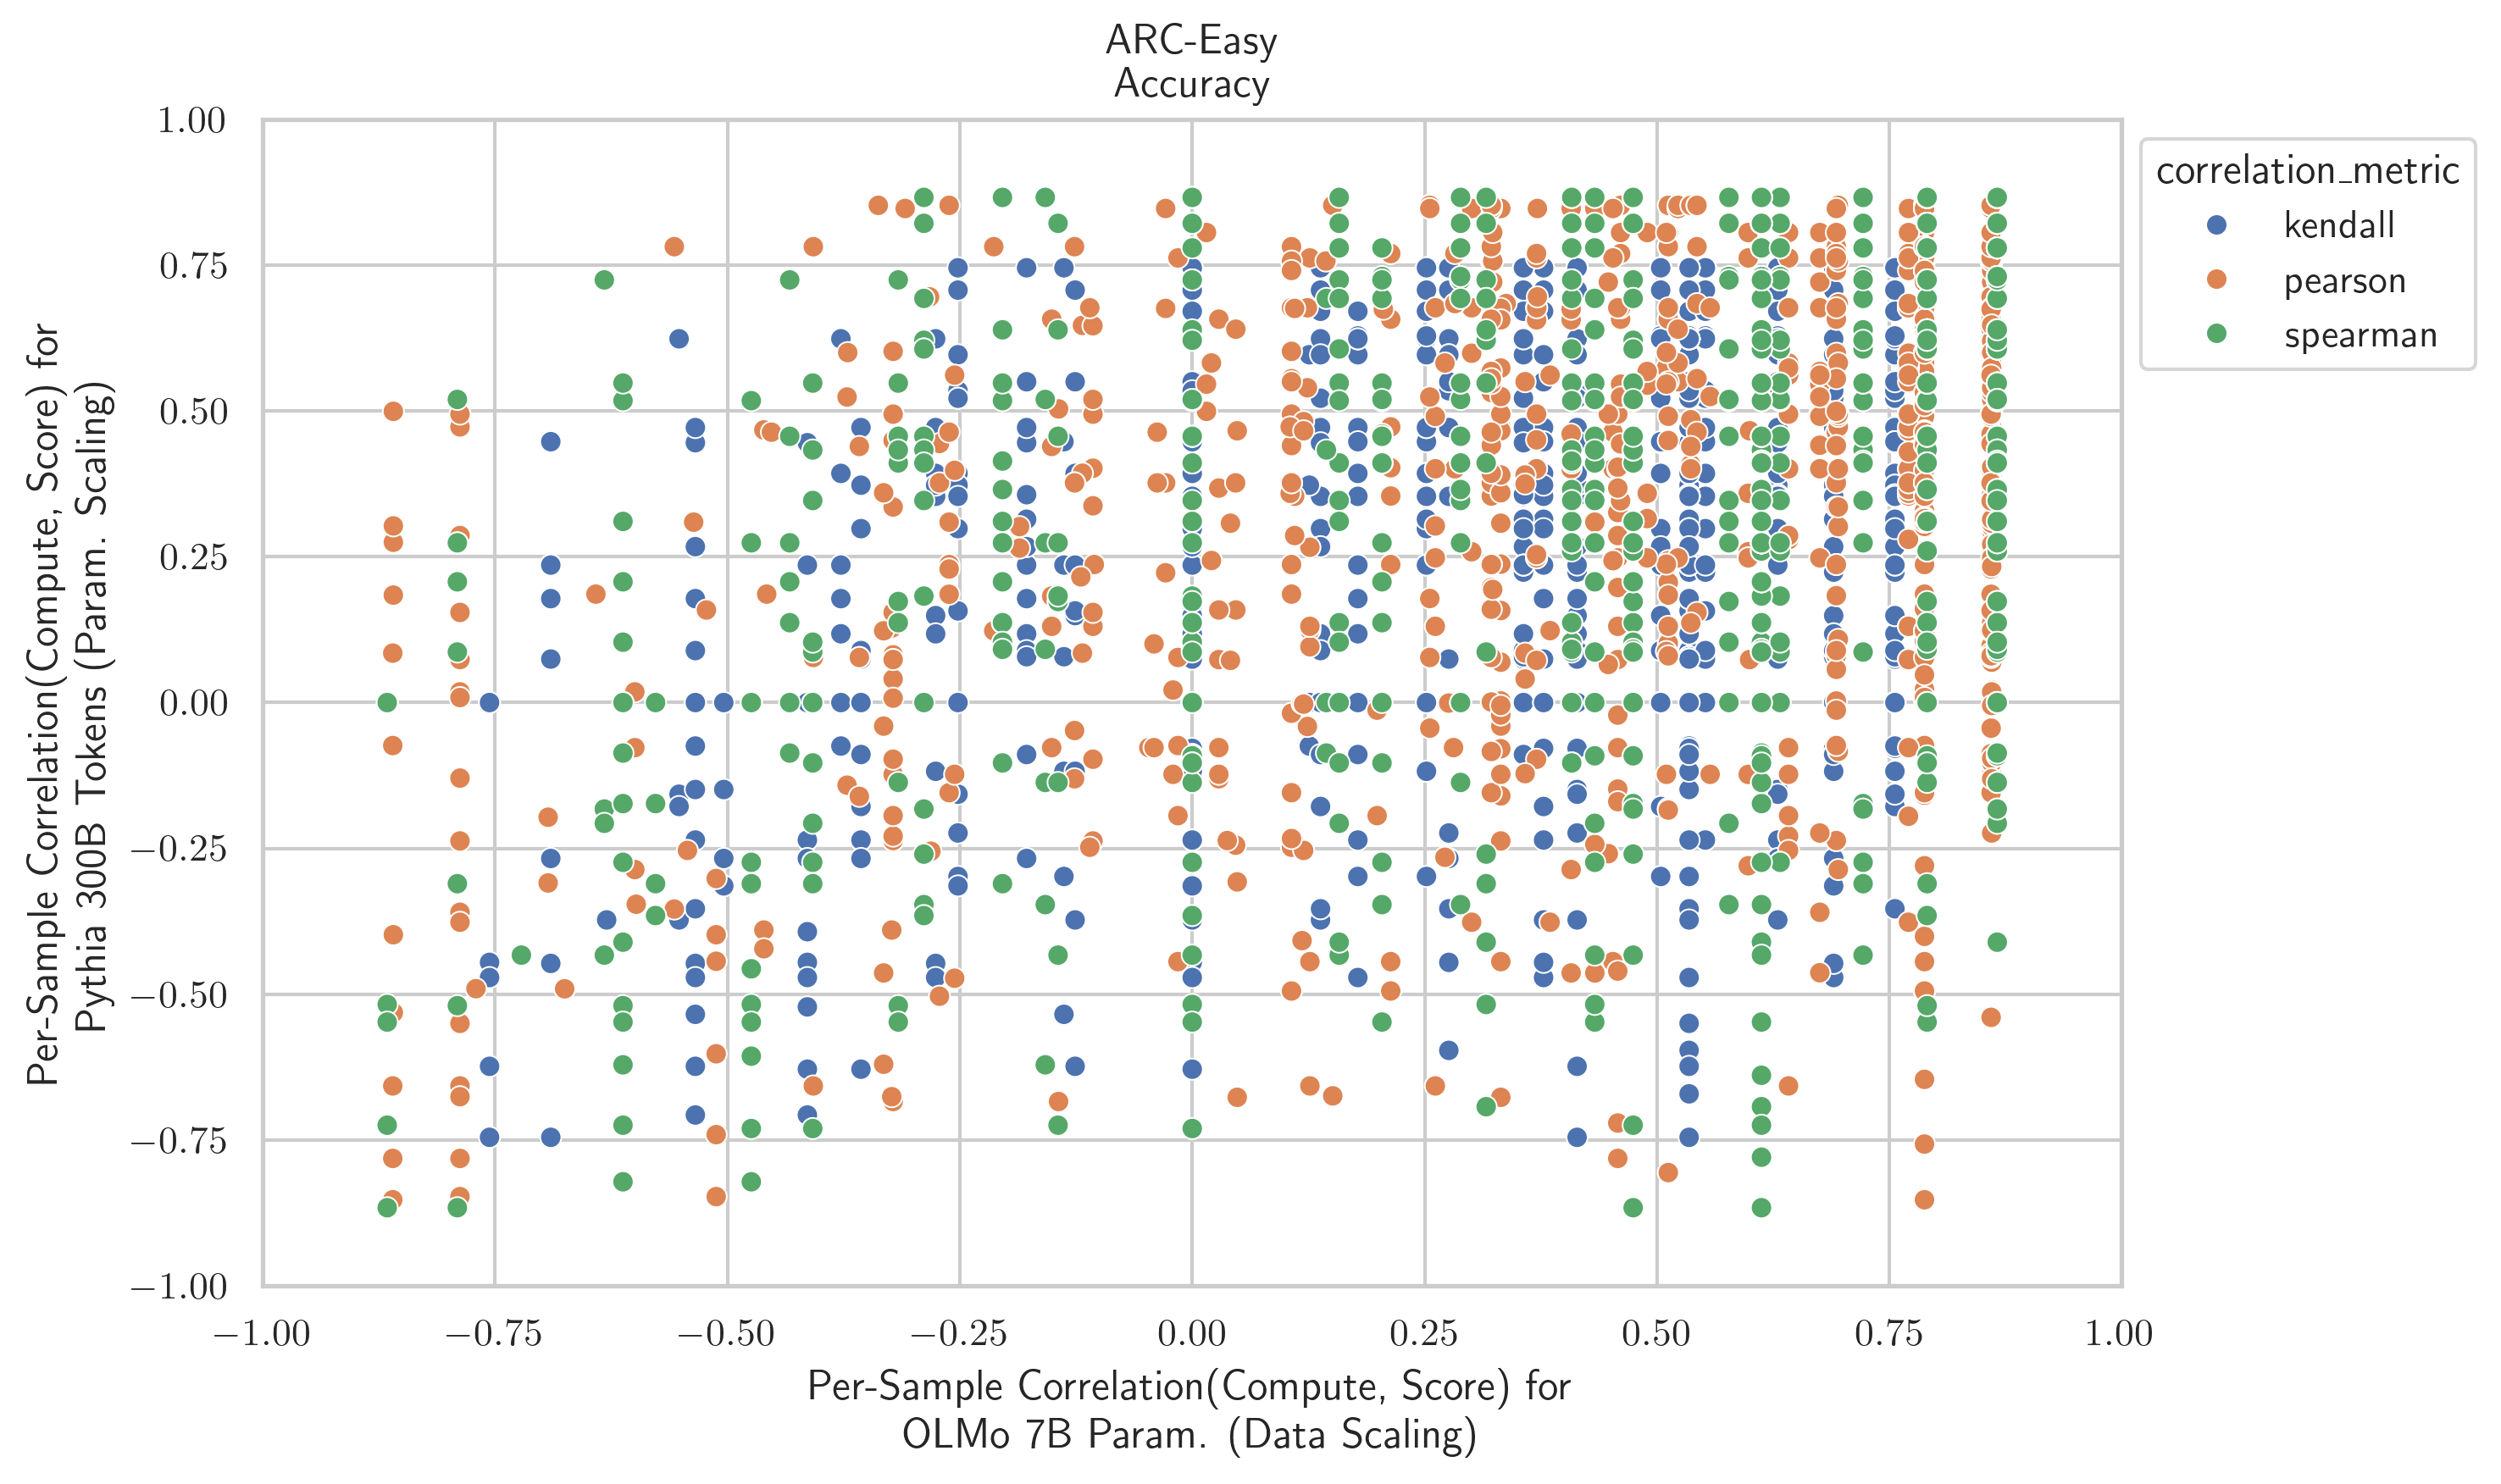 ARC-Easy
Accuracy
Per-Sample Correlation(Compute, Score) for
Pythia 300B Tokens (Param. Scaling)
1.00
0.75
0.50
0.25
0.00
−0.25
−0.50
−0.75
−1.00
−1.00 −0.75 −0.50 −0.25 0.00 0.25 0.50 0.75 1.00
Per-Sample Correlation(Compute, Score) for
OLMo 7B Param. (Data Scaling)
correlation_metric
kendall
pearson
spearman